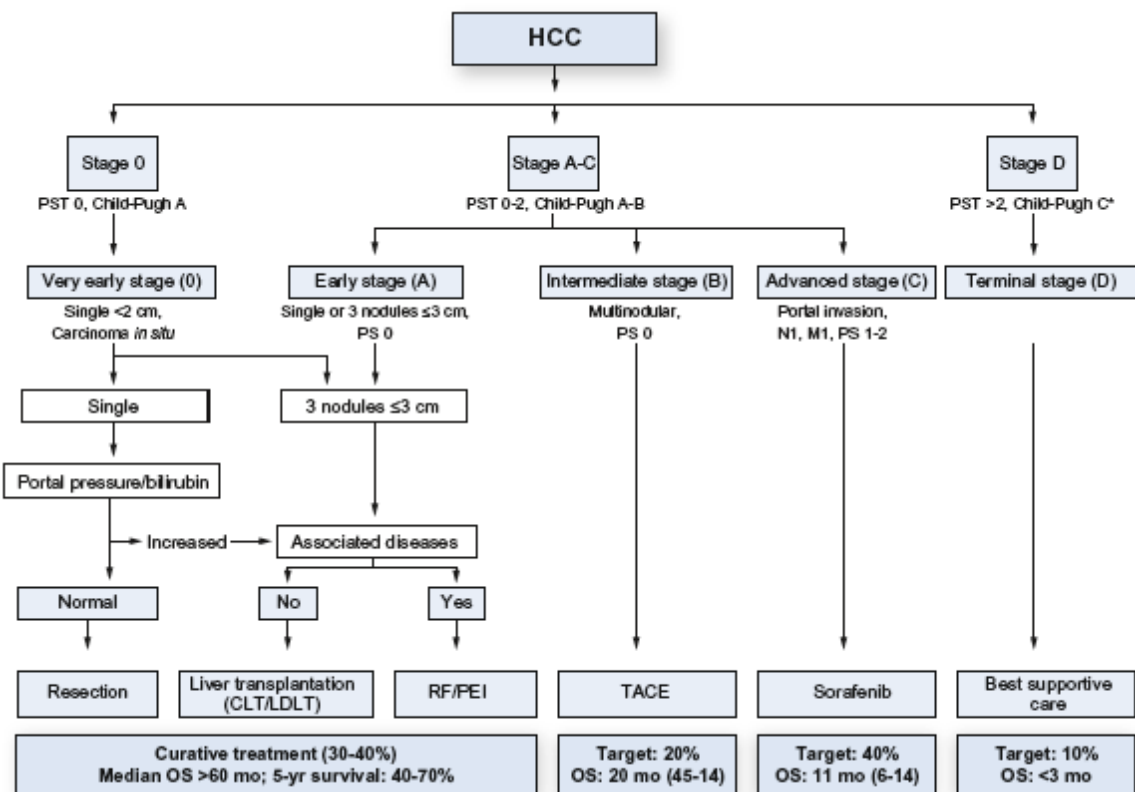 HCC
Stage 0
PST 0, Child-Pugh A
Stage A-C
PST 0-2, Child-Pugh A-B
Stage D
PST >2, Child-Pugh C*
Very early stage (0)
Single <2 cm,
Carcinoma in situ
Early stage (A)
Single or 3 nodules ≤3 cm,
PS 0
Intermediate stage (B)
Multinodular,
PS 0
Advanced stage (C)
Portal invasion,
N1, M1, PS 1-2
Terminal stage (D)
Single
3 nodules ≤3 cm
Portal pressure/bilirubin
Increased
Associated diseases
Normal
No
Yes
Resection
Liver transplantation
(CLT/LDLT)
RF/PEI
TACE
Sorafenib
Best supportive
care
Curative treatment (30-40%)
Median OS >60 mo; 5-yr survival: 40-70%
Target: 20%
OS: 20 mo (45-14)
Target: 40%
OS: 11 mo (6-14)
Target: 10%
OS: <3 mo